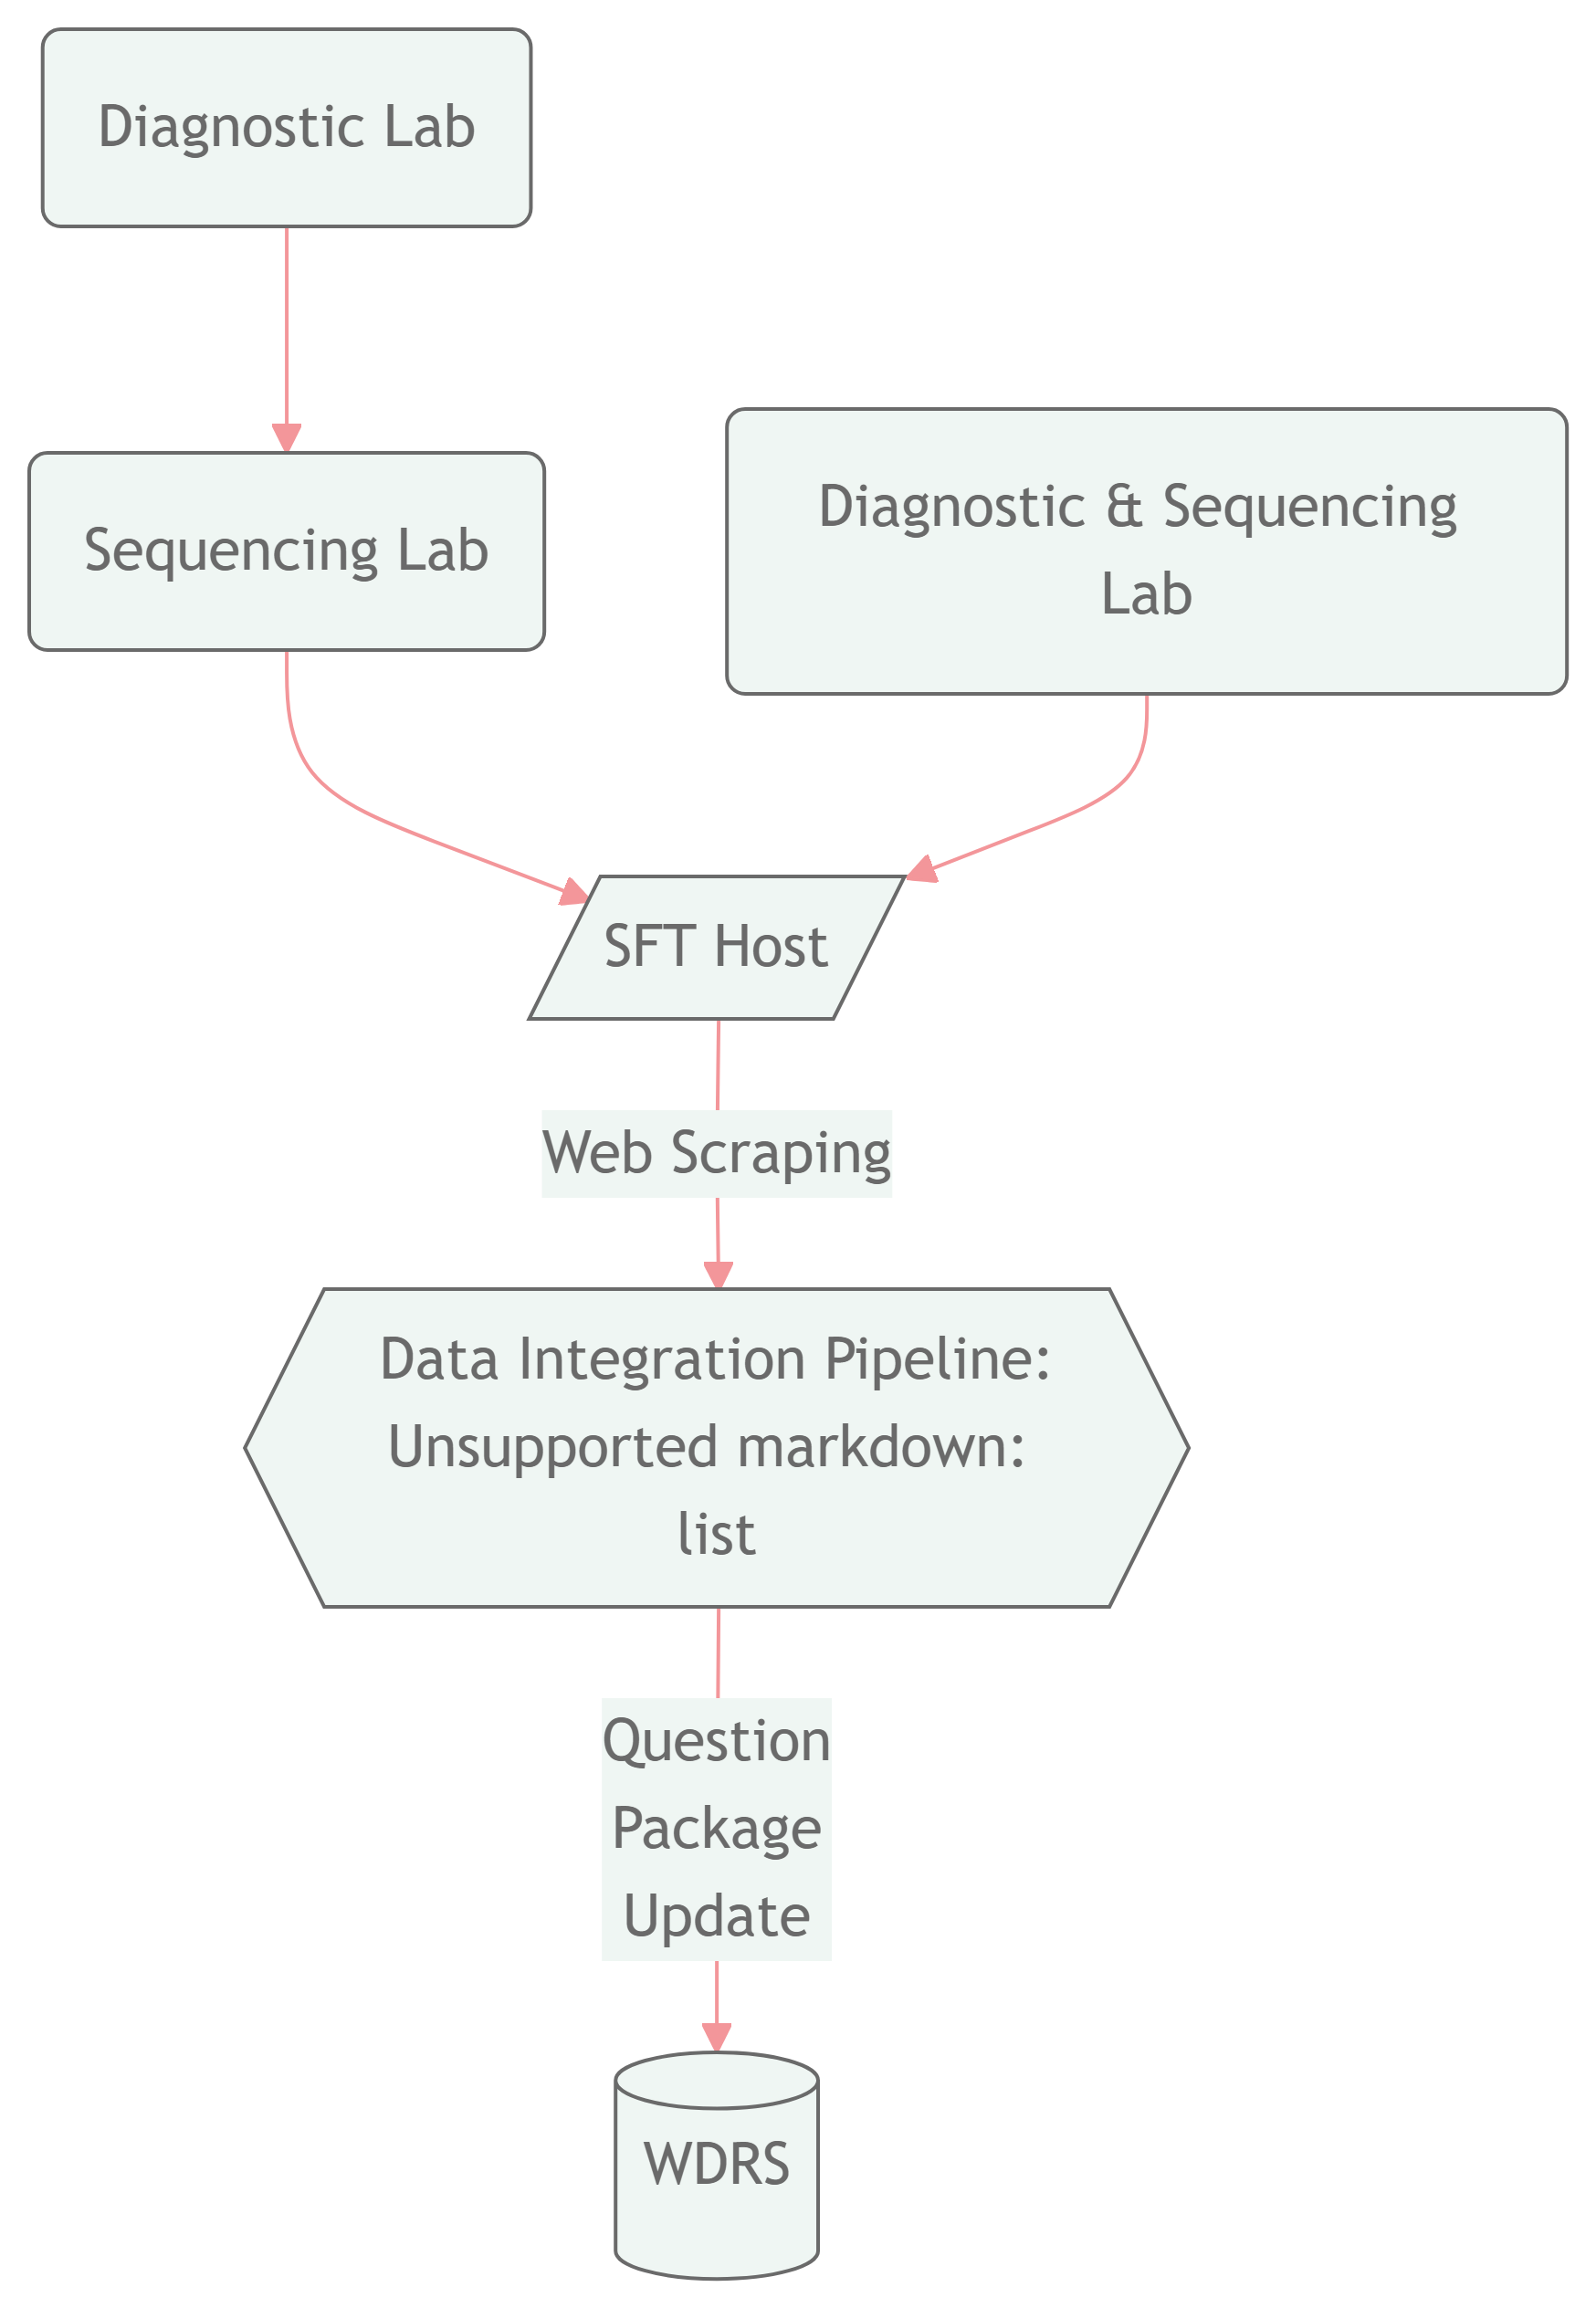 Diagnostic Lab
Sequencing Lab
Diagnostic & Sequencing
Lab
SFT Host
Web Scraping
Data Integration Pipeline:
Unsupported markdown:
list
Question
Package
Update
WDRS